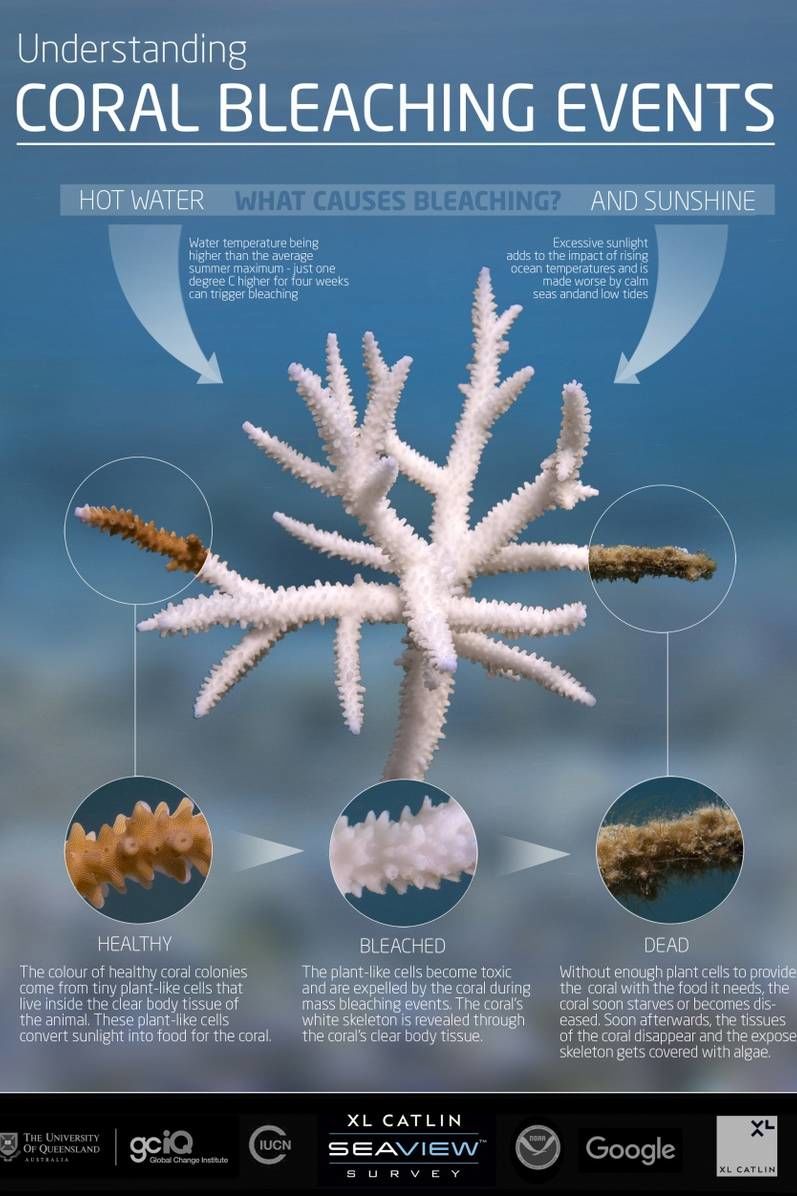 Understanding
CORAL BLEACHING EVENTS
HOT WATER
WHAT CAUSES BLEACHING?
AND SUNSHINE
Water temperature being
higher than the average
summer maximum - just one
degree C higher for four weeks
can trigger bleaching
Excessive sunlight
adds to the impact of rising
ocean temperatures and is
made worse by calm
seas andand low tides
HEALTHY
The colour of healthy coral colonies
come from tiny plant-like cells that
live inside the clear body tissue of
the animal. These plant-like cells
convert sunlight into food for the coral.
BLEACHED
The plant-like cells become toxic
and are expelled by the coral during
mass bleaching events. The coral's
white skeleton is revealed through
the coral's clear body tissue.
DEAD
Without enough plant cells to provide
the coral with the food it needs, the
coral soon starves or becomes dis-
eased. Soon afterwards, the tissues
of the coral disappear and the expose
skeleton gets covered with algae.
THE UNIVERSITY
OF QUEENSLAND
AUSTRALIA
gciQ
Global Change Institute
IUCN
XL CATLIN
SEAVIEW™
SURVEY
NOAA
Google
XL
XL CATLIN